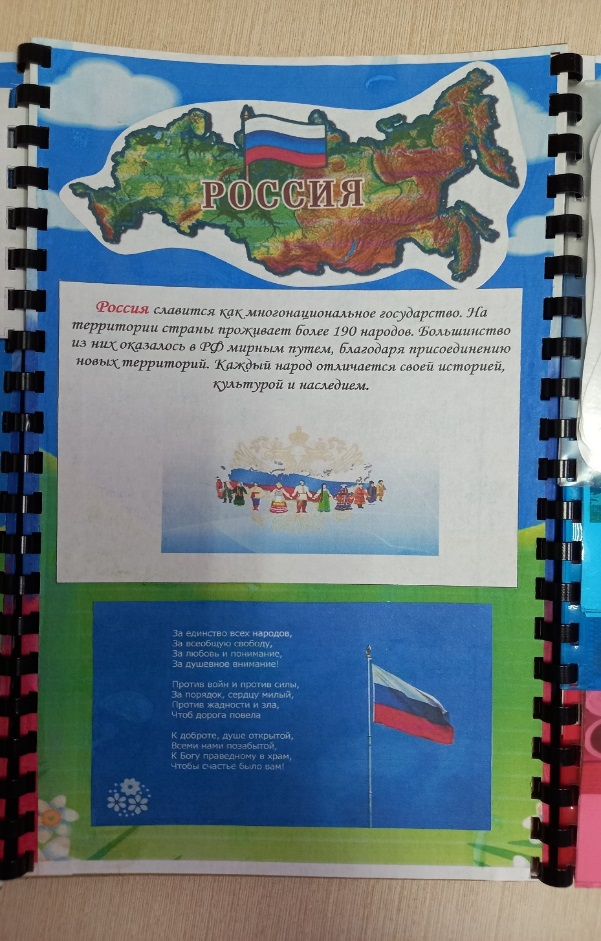 РОССИЯ
Россия славится как многонациональное государство. На
территории страны проживает более 190 народов. Большинство
из них оказалось в РФ мирным путем, благодаря присоединению
новых территорий. Каждый народ отличается своей историей,
культурой и наследием.
За единство всех народов,
За всеобщую свободу,
За любовь и понимание,
За душевное внимание!
Против войн и против силы,
За порядок, сердцу милый,
Против жадности и зла,
Чтоб дорога повела
К доброте, душе открытой,
Всеми нами позабытой,
К Богу праведному в храм,
Чтобы счастье было вам!